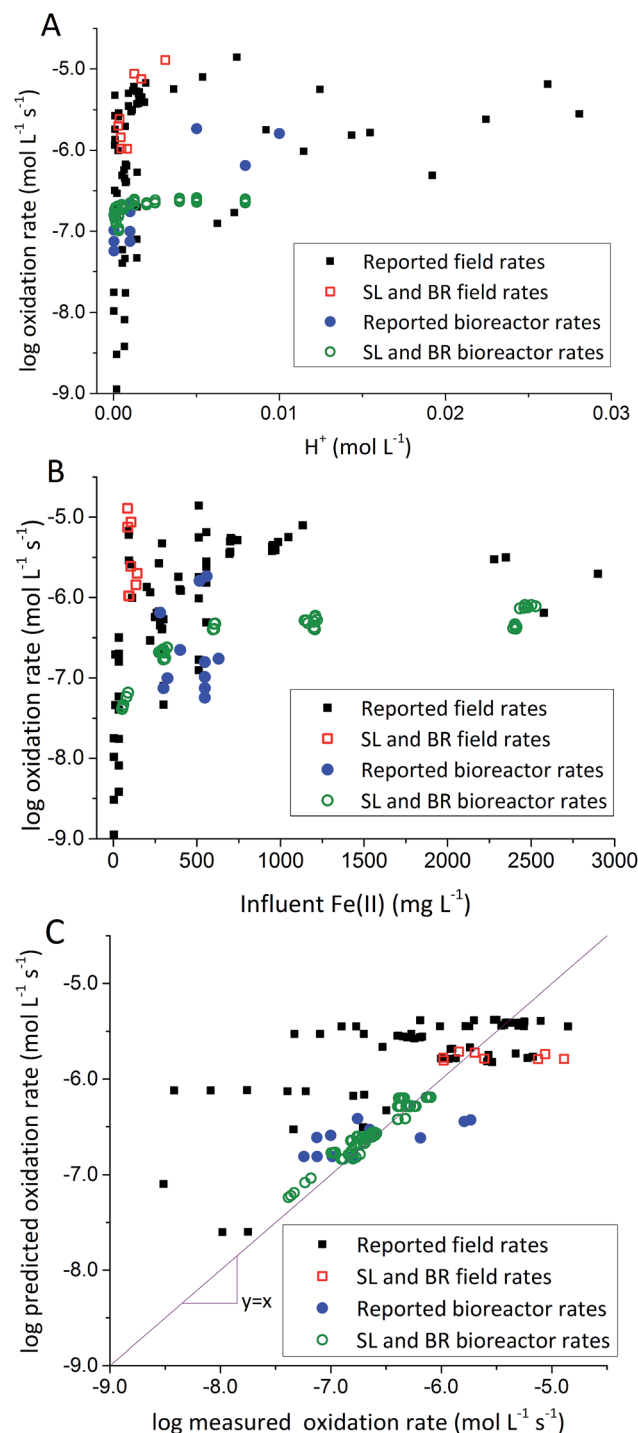 A
log oxidation rate (mol L⁻¹ s⁻¹)
-5.0
-6.0
-7.0
-8.0
-9.0
Reported field rates
SL and BR field rates
Reported bioreactor rates
SL and BR bioreactor rates
0.00
0.01
0.02
0.03
H⁺ (mol L⁻¹)
B
log oxidation rate (mol L⁻¹ s⁻¹)
-5.0
-6.0
-7.0
-8.0
-9.0
Reported field rates
SL and BR field rates
Reported bioreactor rates
SL and BR bioreactor rates
0
500
1000
1500
2000
2500
3000
Influent Fe(II) (mg L⁻¹)
C
log predicted oxidation rate (mol L⁻¹ s⁻¹)
-5.0
-6.0
-7.0
-8.0
-9.0
y=x
Reported field rates
SL and BR field rates
Reported bioreactor rates
SL and BR bioreactor rates
-9.0
-8.0
-7.0
-6.0
-5.0
log measured oxidation rate (mol L⁻¹ s⁻¹)